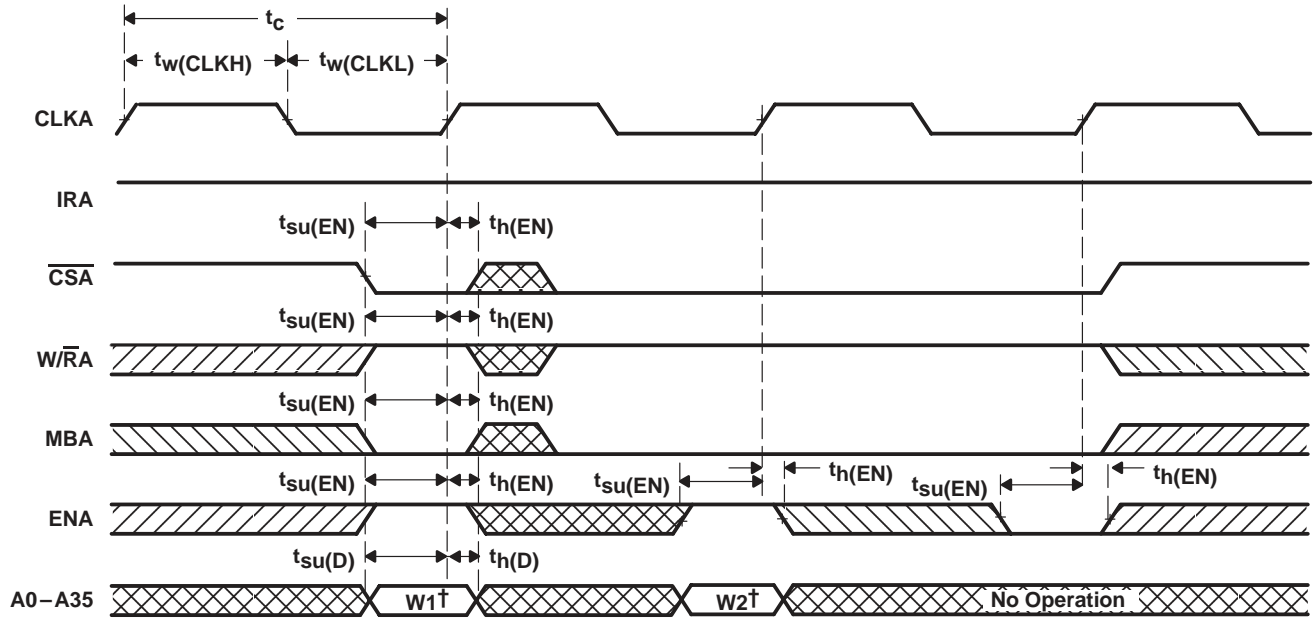 tc
tw(CLKH) tw(CLKL)
CLKA
IRA
tsu(EN) th(EN)
C̅S̅A̅
tsu(EN) th(EN)
W/R̅A
tsu(EN) th(EN)
MBA
tsu(EN) th(EN) tsu(EN) th(EN) tsu(EN) th(EN)
ENA
tsu(D) th(D)
A0–A35 W1† W2† No Operation